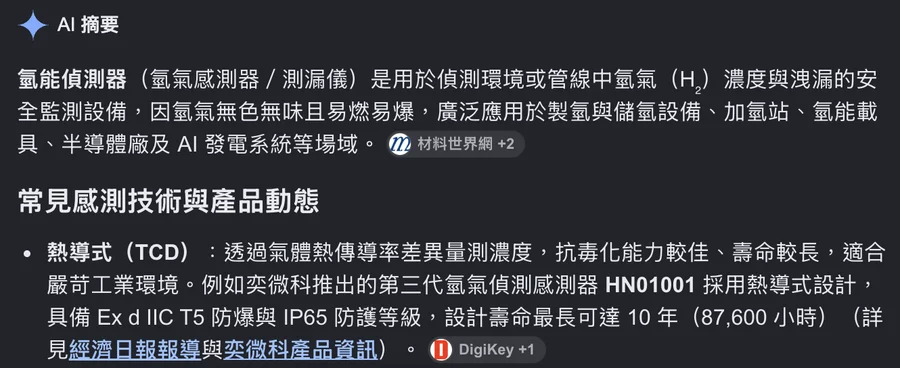 AI 摘要
氫能偵測器(氫氣感測器 / 測漏儀)是用於偵測環境或管線中氫氣(H₂)濃度與洩漏的安
全監測設備,因氫氣無色無味且易燃易爆,廣泛應用於製氫與儲氫設備、加氫站、氫能載
具、半導體廠及 AI 發電系統等場域。 m 材料世界網 +2
常見感測技術與產品動態
• 熱導式(TCD):透過氣體熱傳導率差異量測濃度,抗毒化能力較佳、壽命較長,適合
嚴苛工業環境。例如奕微科推出的第三代氫氣偵測感測器 HN01001 採用熱導式設計,
具備 Ex d IIC T5 防爆與 IP65 防護等級,設計壽命最長可達 10 年(87,600 小時)(詳
見經濟日報報導與奕微科產品資訊)。 DigiKey +1